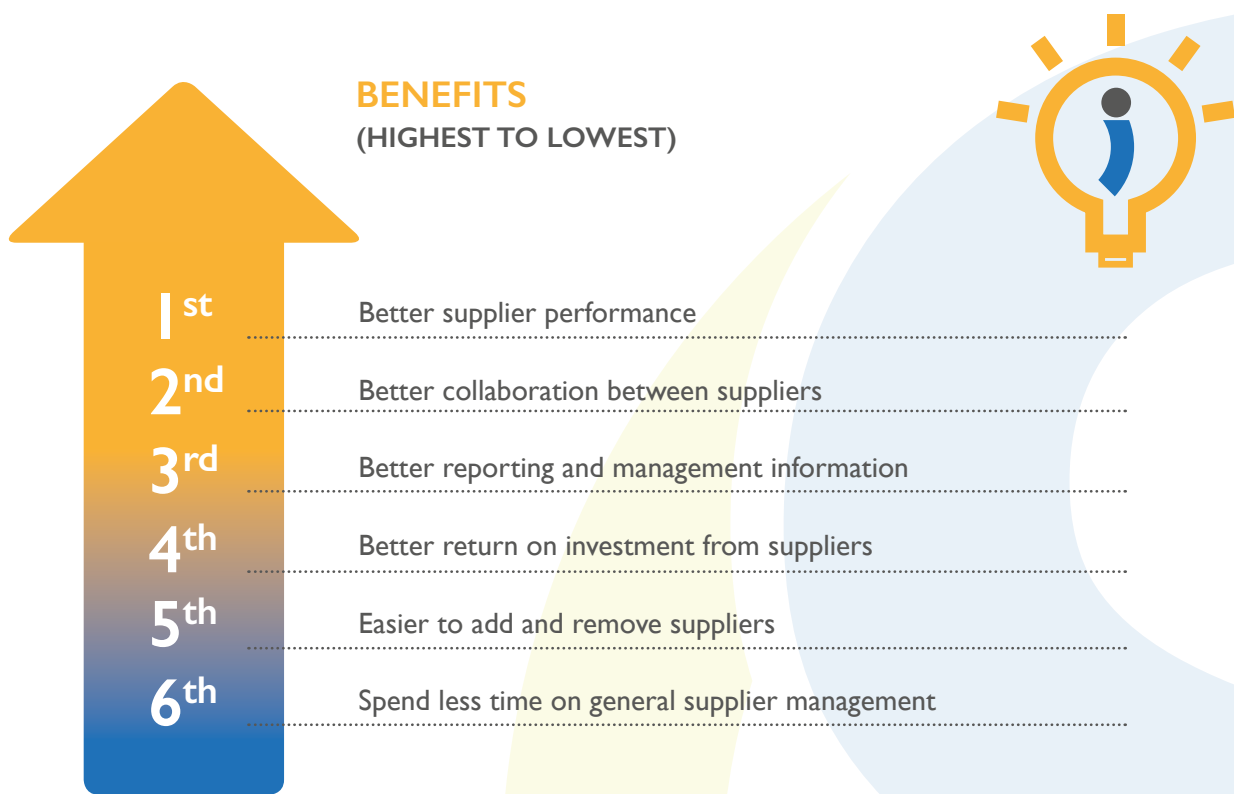 BENEFITS
(HIGHEST TO LOWEST)
1st Better supplier performance
2nd Better collaboration between suppliers
3rd Better reporting and management information
4th Better return on investment from suppliers
5th Easier to add and remove suppliers
6th Spend less time on general supplier management